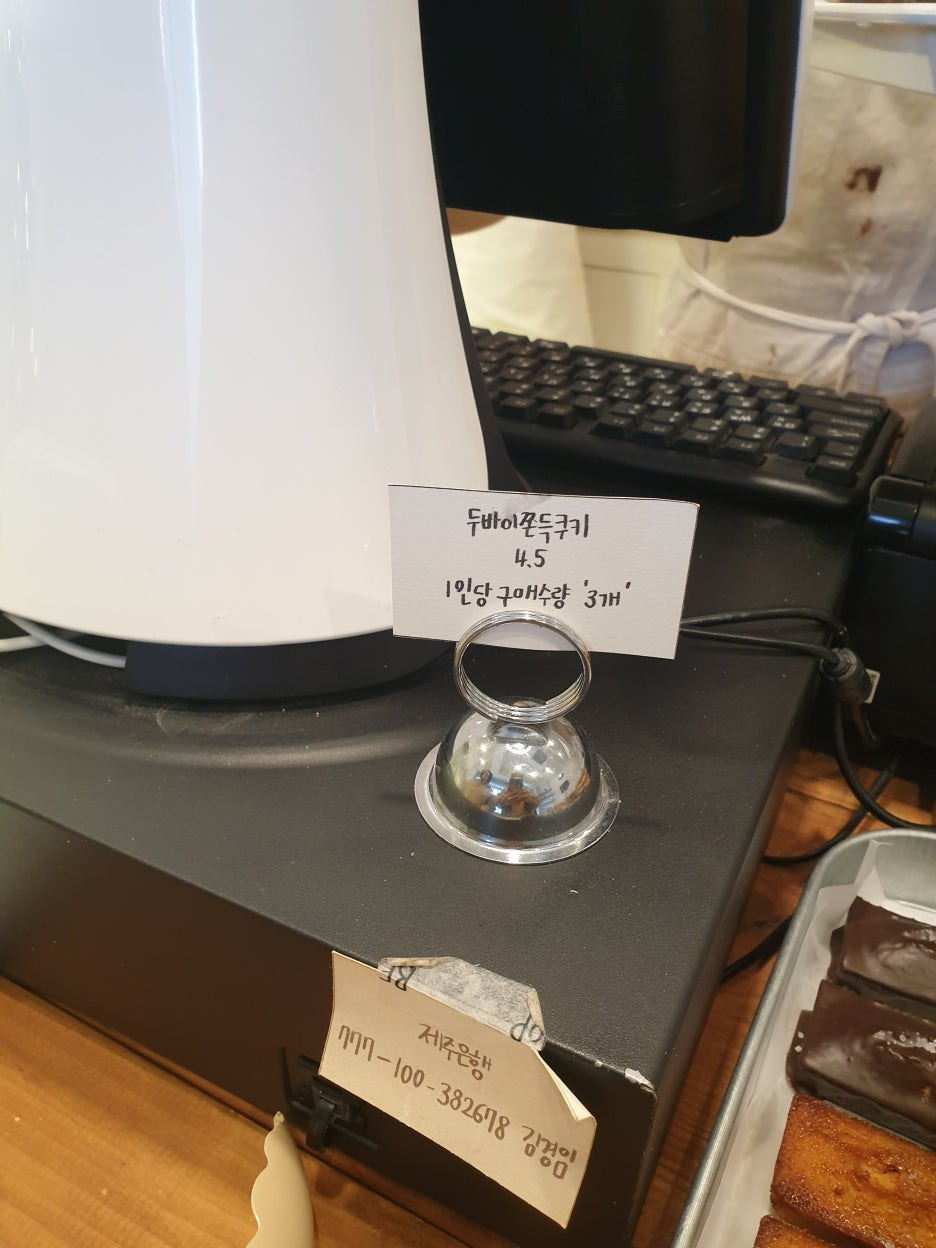 두바이쫀득쿠키
4.5
1인당 구매수량 '3개'
제주은행
777-100-382678 김경임